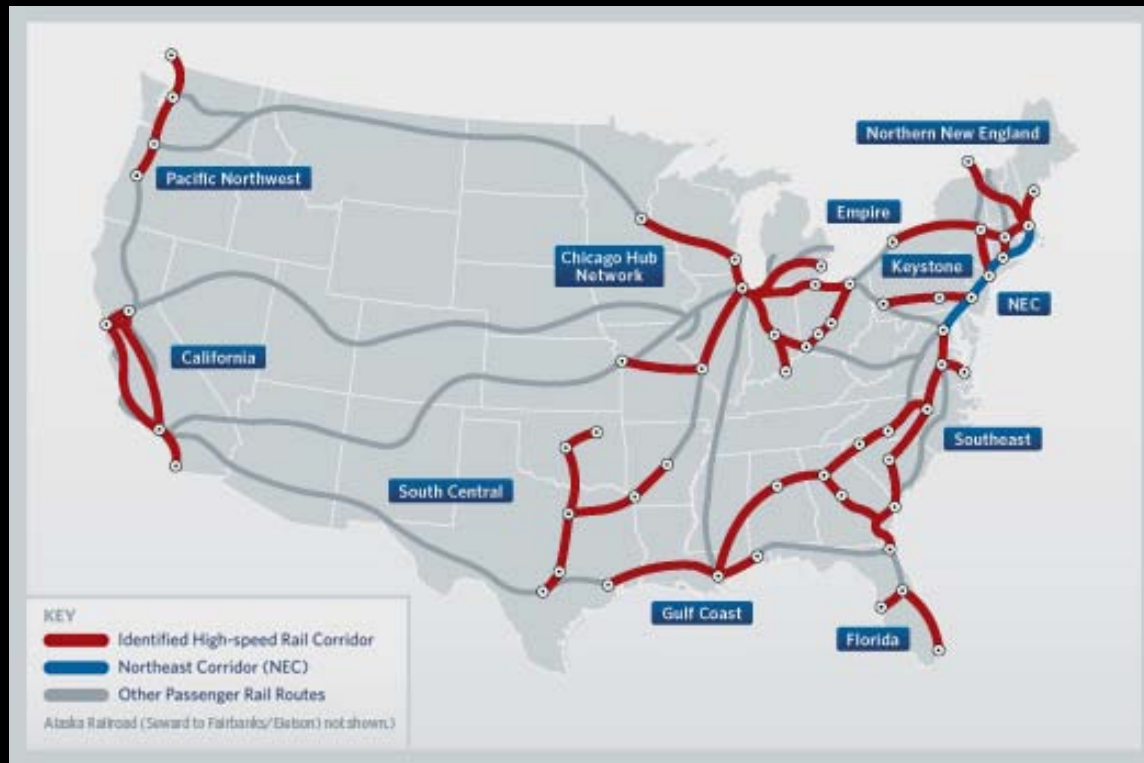 Northern New England
Pacific Northwest
Empire
Chicago Hub
Network
Keystone
NEC
California
Southeast
South Central
Gulf Coast
Florida
KEY
Identified High-speed Rail Corridor
Northeast Corridor (NEC)
Other Passenger Rail Routes
Alaska Railroad (Seward to Fairbanks/Eielson) not shown.)